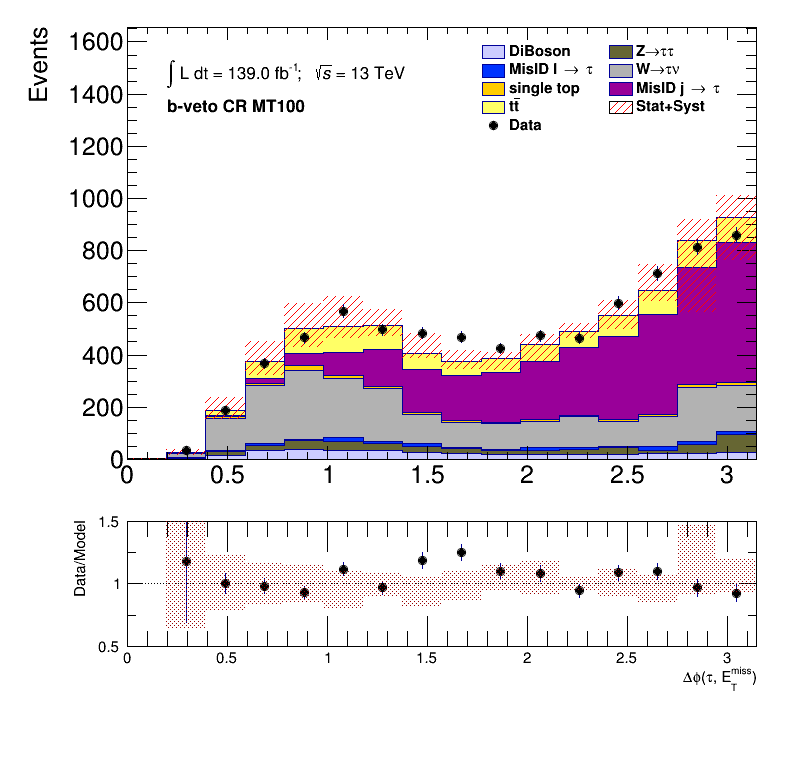 Events
1600
1400
1200
1000
800
600
400
200
0
∫ L dt = 139.0 fb⁻¹; √s = 13 TeV
b-veto CR MT100
DiBoson
MisID l → τ
single top
tt̄
Data
Z→ττ
W→τν
MisID j → τ
Stat+Syst
0 0.5 1 1.5 2 2.5 3
Data/Model
1.5
1
0.5
0 0.5 1 1.5 2 2.5 3
Δϕ(τ, E_T^miss)